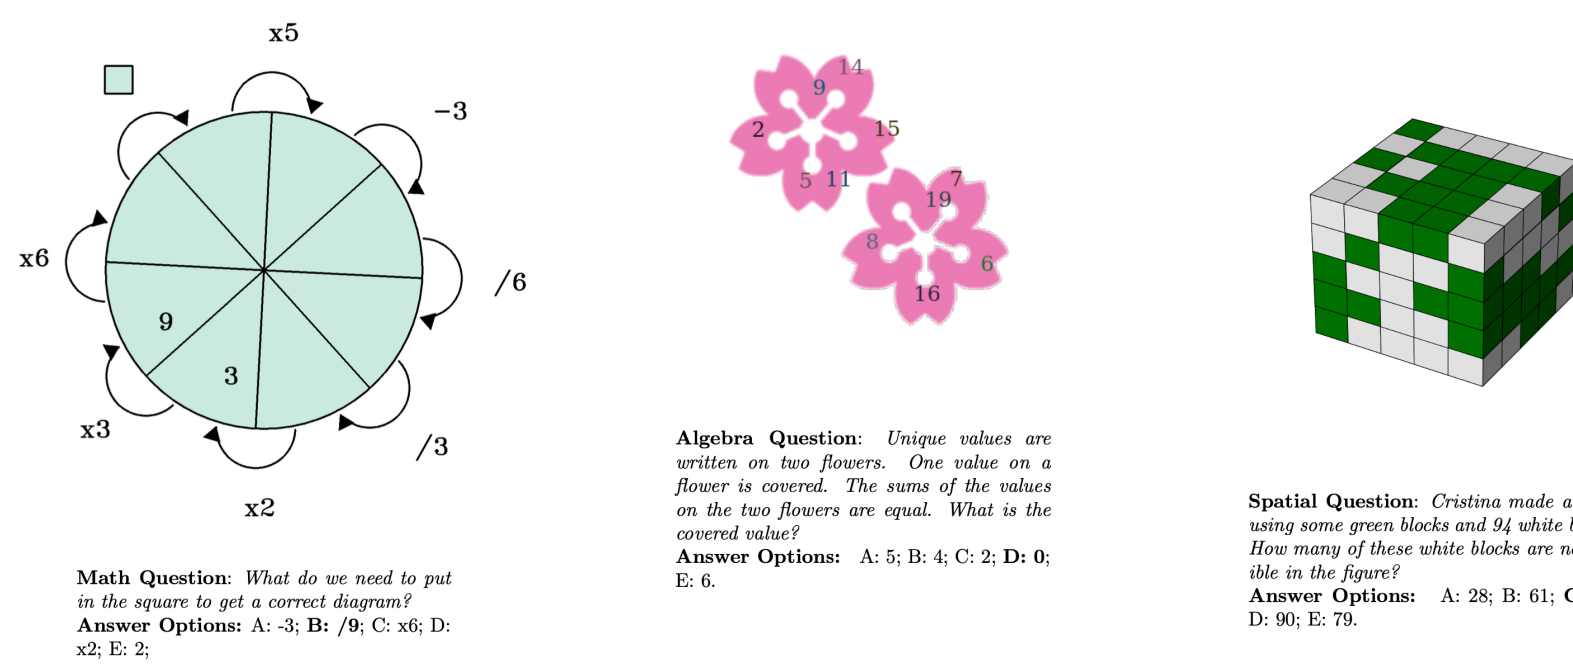 x5
-3
x6
/6
9
3
x3
/3
x2
Math Question: What do we need to put
in the square to get a correct diagram?
Answer Options: A: -3; B: /9; C: x6; D:
x2; E: 2;
14
9
2
15
5
11
7
19
8
6
16
Algebra Question: Unique values are
written on two flowers. One value on a
flower is covered. The sums of the values
on the two flowers are equal. What is the
covered value?
Answer Options: A: 5; B: 4; C: 2; D: 0;
E: 6.
Spatial Question: Cristina made a
using some green blocks and 94 white
How many of these white blocks are
ible in the figure?
Answer Options: A: 28; B: 61;
D: 90; E: 79.